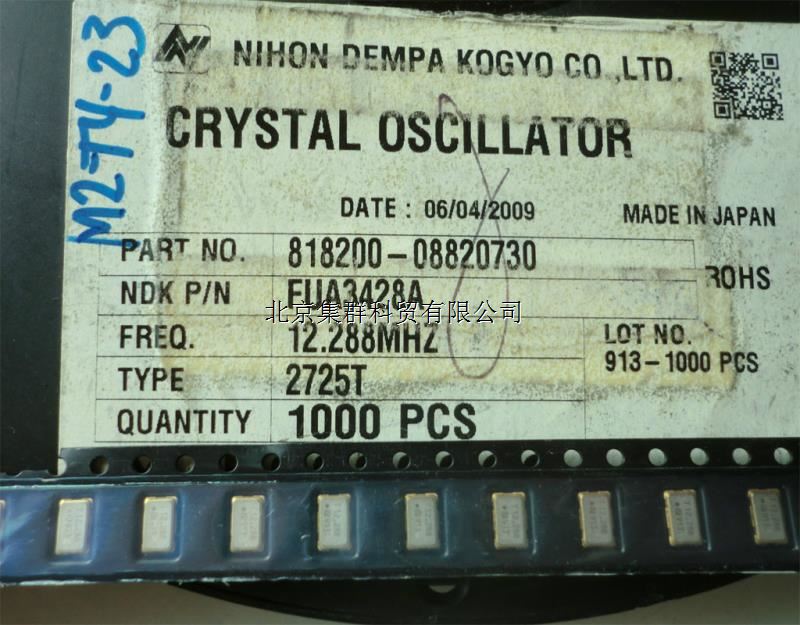 NIHON DEMPA KOGYO CO.,LTD.
CRYSTAL OSCILLATOR
M2-T4-23
DATE : 06/04/2009
MADE IN JAPAN
PART NO. 818200-08820730
ROHS
NDK P/N EUA3428A
北京集群科贸有限公司
FREQ. 12.288MHZ
LOT NO.
913-1000 PCS
TYPE 2725T
QUANTITY 1000 PCS